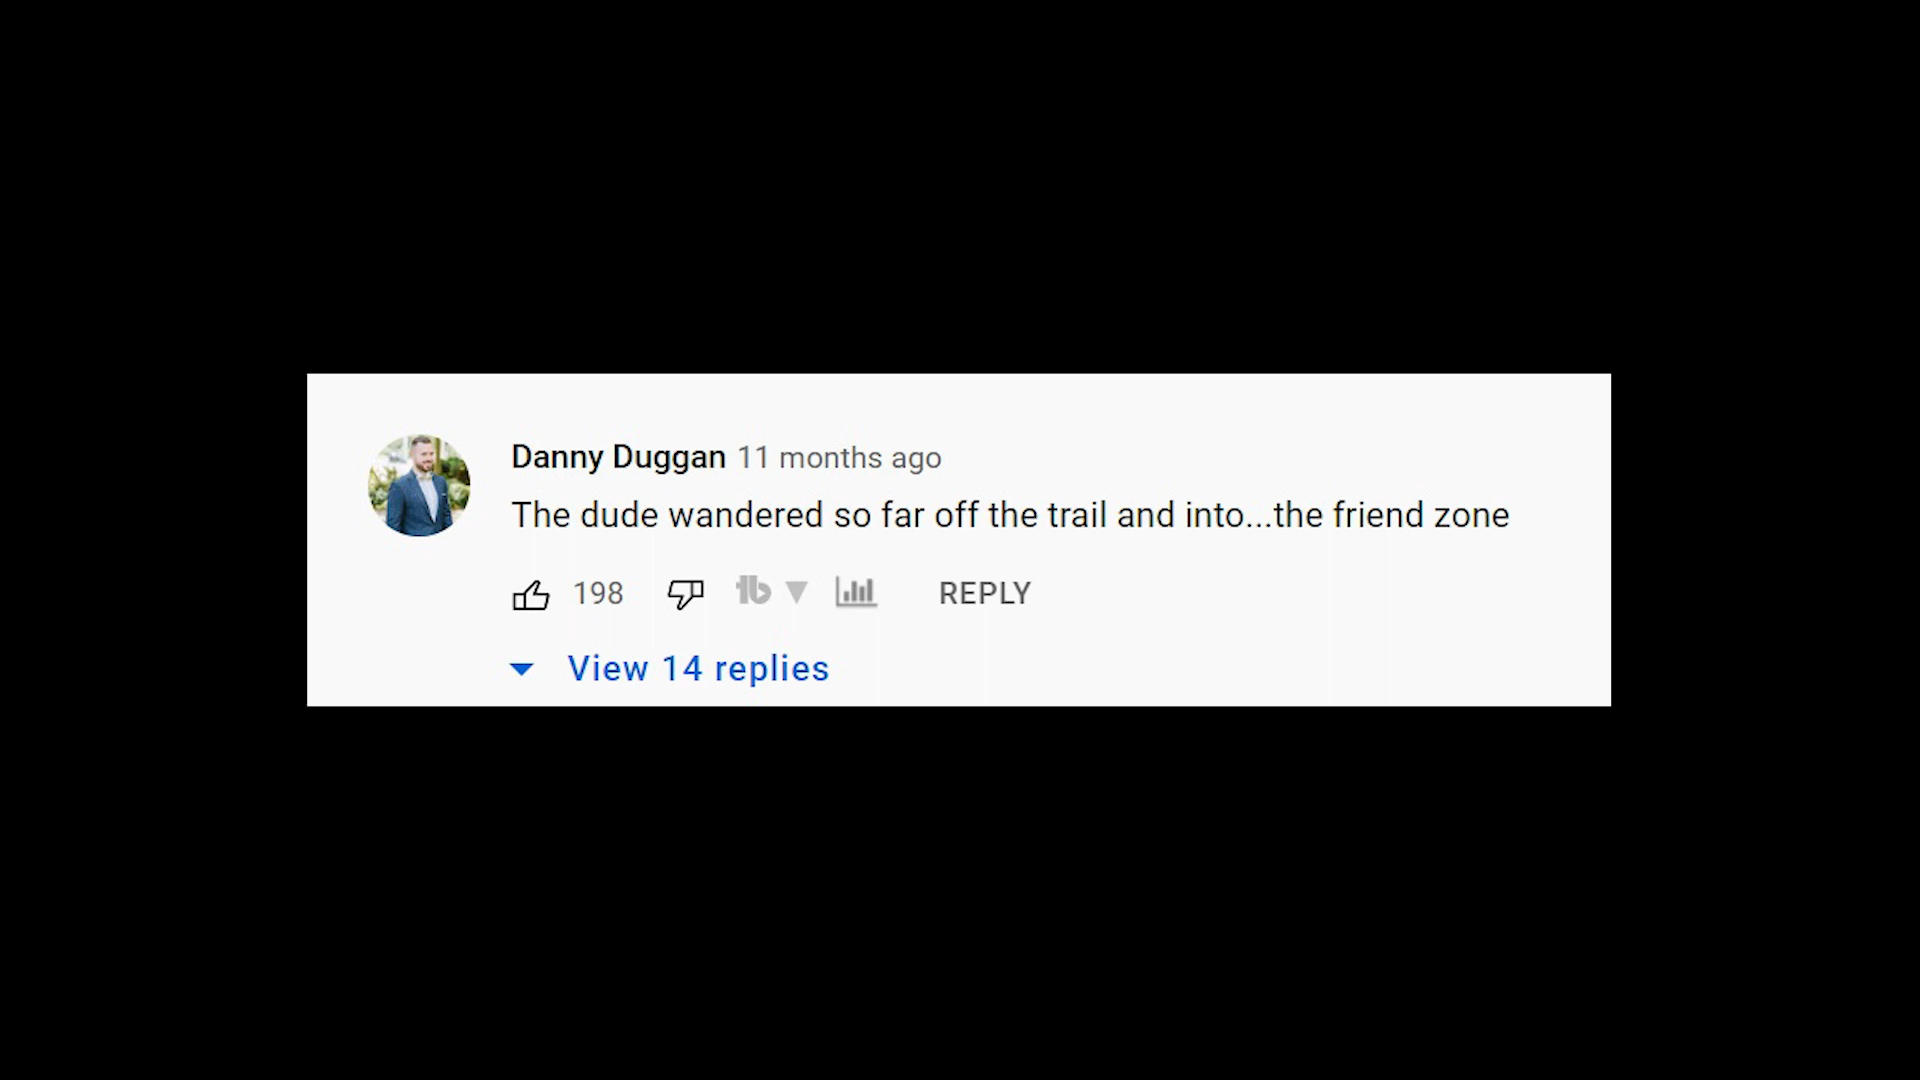 Danny Duggan 11 months ago
The dude wandered so far off the trail and into...the friend zone
198 tb REPLY
View 14 replies